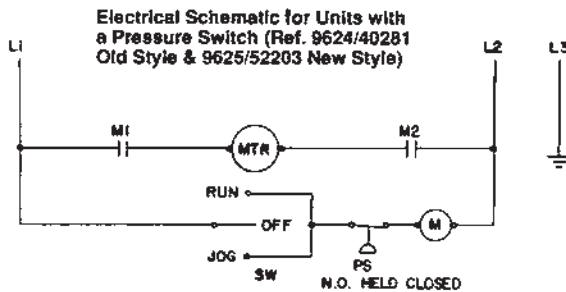 Electrical Schematic for Units with
a Pressure Switch (Ref. 9624/40281
Old Style & 9625/52203 New Style)
L1
L2
L3
M1
MTR
M2
RUN
OFF
JOG
SW
PS
M
N.O. HELD CLOSED